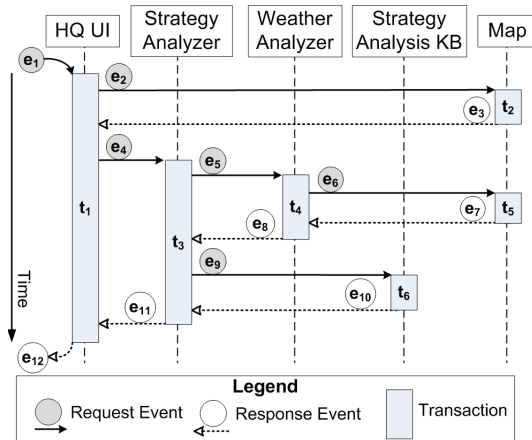 HQ UI
Strategy
Analyzer
Weather
Analyzer
Strategy
Analysis KB
Map
e1
e2
e3
t2
e4
e5
e6
t1
t3
t4
e7
t5
e8
e9
e10
t6
e11
Time
e12
Legend
Request Event
Response Event
Transaction